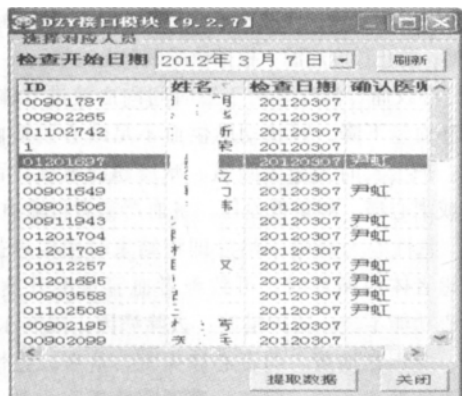 DZY接口模块【9.2.7】
选择对应人员
检查开始日期 2012年 3月 7日 刷新
ID 姓名 检查日期 确认医师
00901787 月 20120307
00902265 20120307
01102742 昕 20120307
1 荣 20120307
01201697 20120307 尹虹
01201694 20120307
00901649 20120307 尹虹
00901506 20120307
00911943 20120307 尹虹
01201704 20120307 尹虹
01201708 20120307
01012257 又 20120307 尹虹
01201695 20120307 尹虹
00903558 20120307 尹虹
01102508 20120307 尹虹
00902195 20120307
00902099 20120307
提取数据 关闭